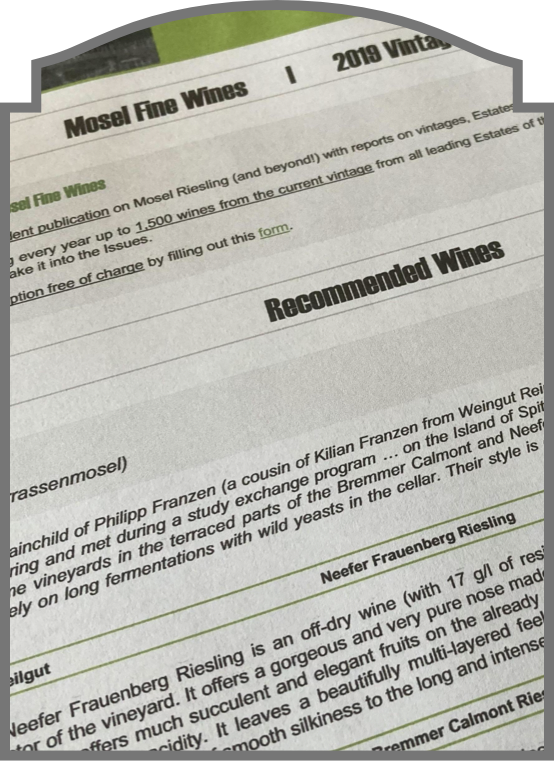 Mosel Fine Wines I 2019 Vintag
sel Fine Wines
lent publication on Mosel Riesling (and beyond!) with reports on vintages, Estates
g every year up to 1,500 wines from the current vintage from all leading Estates of th
ake it into the Issues.
ption free of charge by filling out this form.
Recommended Wines
rassenmosel)
ainchild of Philipp Franzen (a cousin of Kilian Franzen from Weingut Rei
ring and met during a study exchange program … on the Island of Spit
ne vineyards in the terraced parts of the Bremmer Calmont and Neef
ely on long fermentations with wild yeasts in the cellar. Their style is
Neefer Frauenberg Riesling
eilgut
Neefer Frauenberg Riesling is an off-dry wine (with 17 g/l of resi
tor of the vineyard. It offers a gorgeous and very pure nose made
offers much succulent and elegant fruits on the already
cidity. It leaves a beautifully multi-layered feel
smooth silkiness to the long and intense
Bremmer Calmont Ries